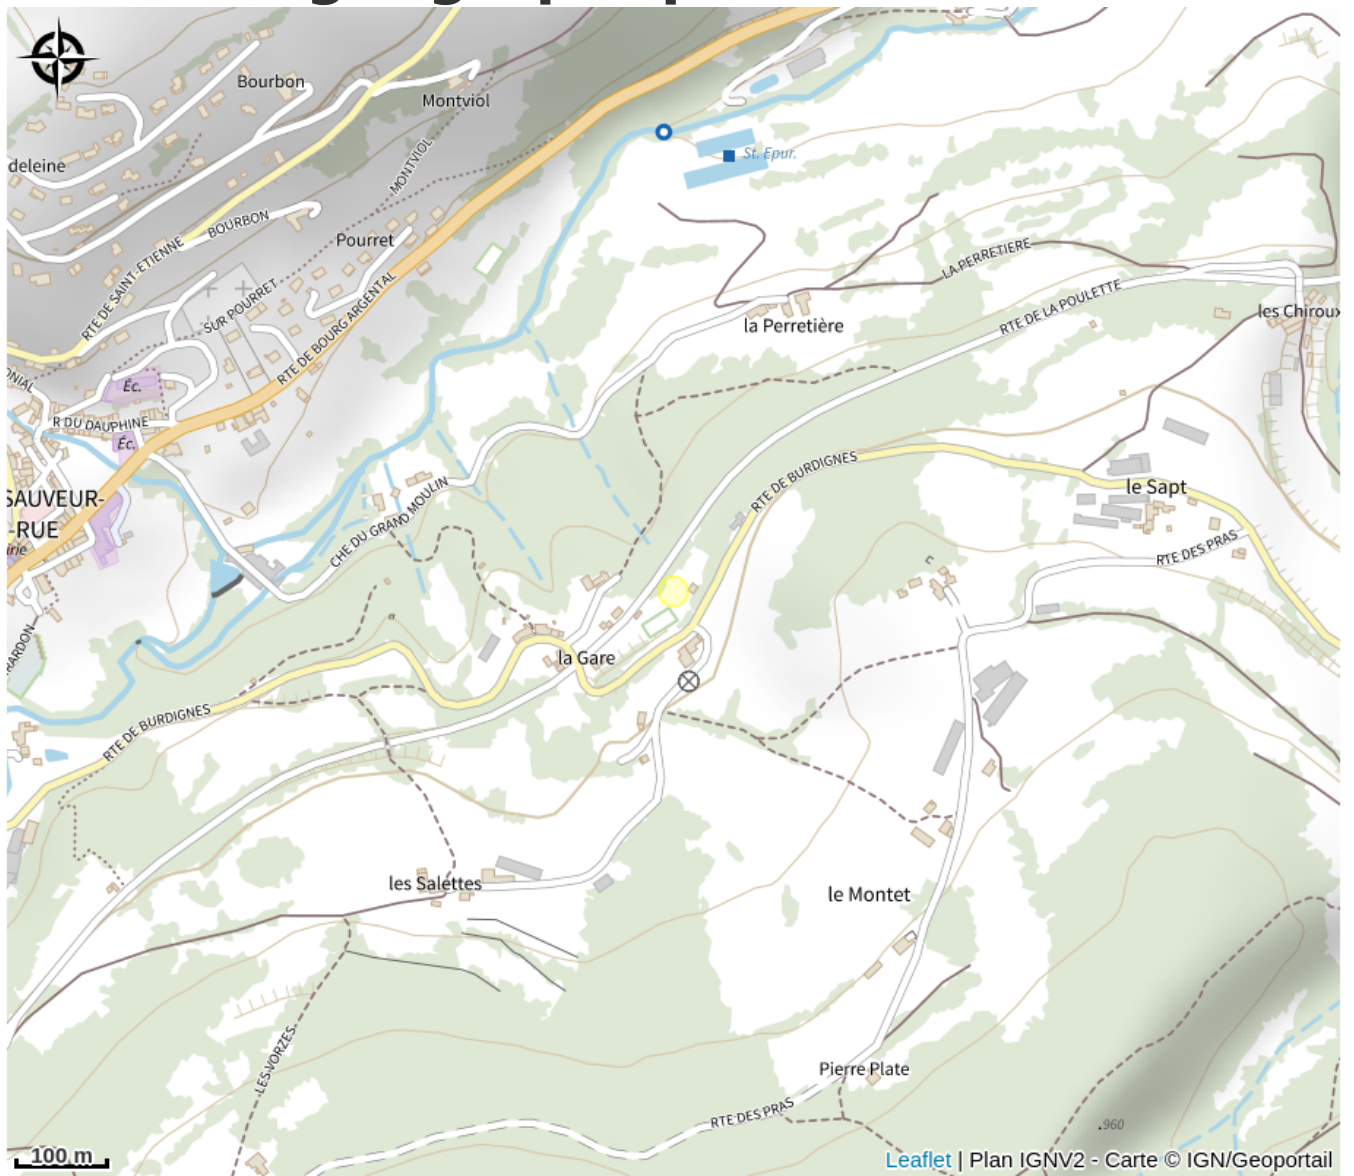 Bourbon
Montviol
deleine
MONTVIOL
St. Epur.
BOURBON
Pourret
RTE DE SAINT-ETIENNE
SUR POURRET
RTE DE BOURG ARGENTAL
LA PERRETIERE
RTE DE LA POULETTE
la Perretière
les Chiroux
ONIAL
Éc.
R DU DAUPHINE
Éc.
SAUVEUR-
-RUE
irie
CHE DU GRAND MOULIN
RTE DE BURDIGNES
le Sapt
RTE DES PRAS
RARDON
la Gare
RTE DE BURDIGNES
les Salettes
le Montet
LES VORZES
Pierre Plate
RTE DES PRAS
960
100 m
Leaflet | Plan IGNV2 - Carte © IGN/Geoportail